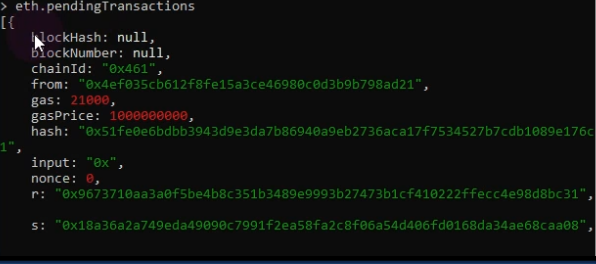 > eth.pendingTransactions
[{
blockHash: null,
blockNumber: null,
chainId: "0x461",
from: "0x4ef035cb612f8fe15a3ce46980c0d3b9b798ad21",
gas: 21000,
gasPrice: 1000000000,
hash: "0x51fe0e6bdbb3943d9e3da7b86940a9eb2736aca17f7534527b7cdb1089e176c
1",
input: "0x",
nonce: 0,
r: "0x9673710aa3a0f5be4b8c351b3489e9993b27473b1cf410222ffecc4e98d8bc31",
s: "0x18a36a2a749eda49090c7991f2ea58fa2c8f06a54d406fd0168da34ae68caa08",